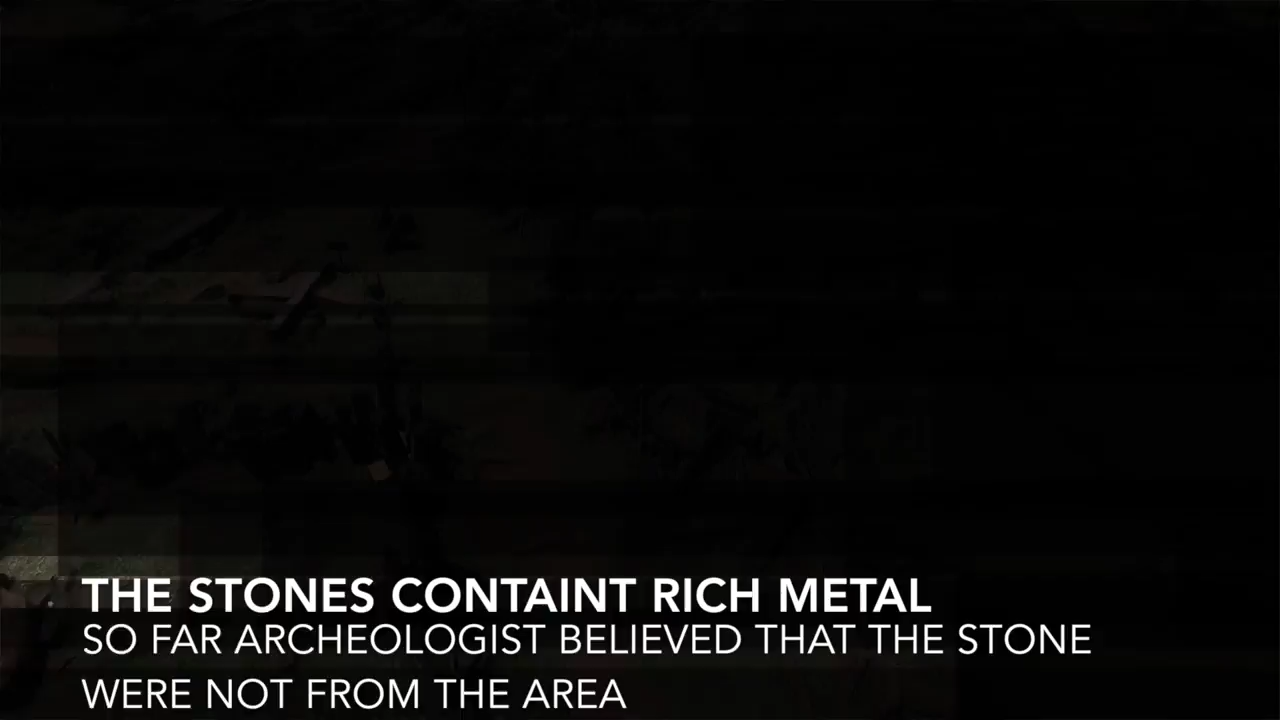 THE STONES CONTAINT RICH METAL
SO FAR ARCHEOLOGIST BELIEVED THAT THE STONE
WERE NOT FROM THE AREA